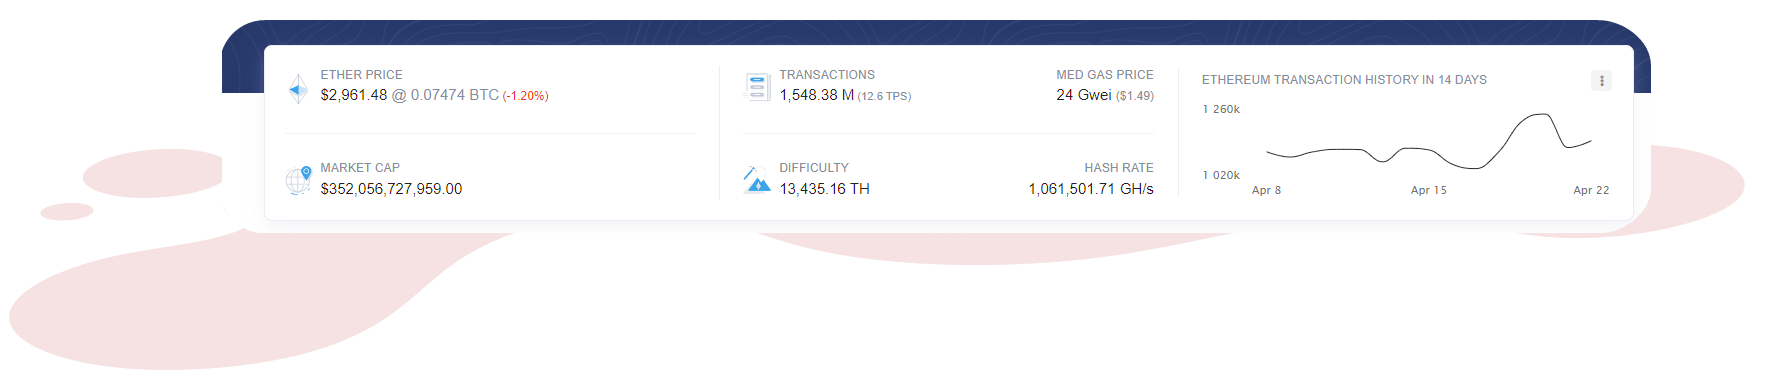 ETHER PRICE
$2,961.48 @ 0.07474 BTC (-1.20%)
MARKET CAP
$352,056,727,959.00
TRANSACTIONS
1,548.38 M (12.6 TPS)
MED GAS PRICE
24 Gwei ($1.49)
DIFFICULTY
13,435.16 TH
HASH RATE
1,061,501.71 GH/s
ETHEREUM TRANSACTION HISTORY IN 14 DAYS
1 260k
1 020k
Apr 8 Apr 15 Apr 22